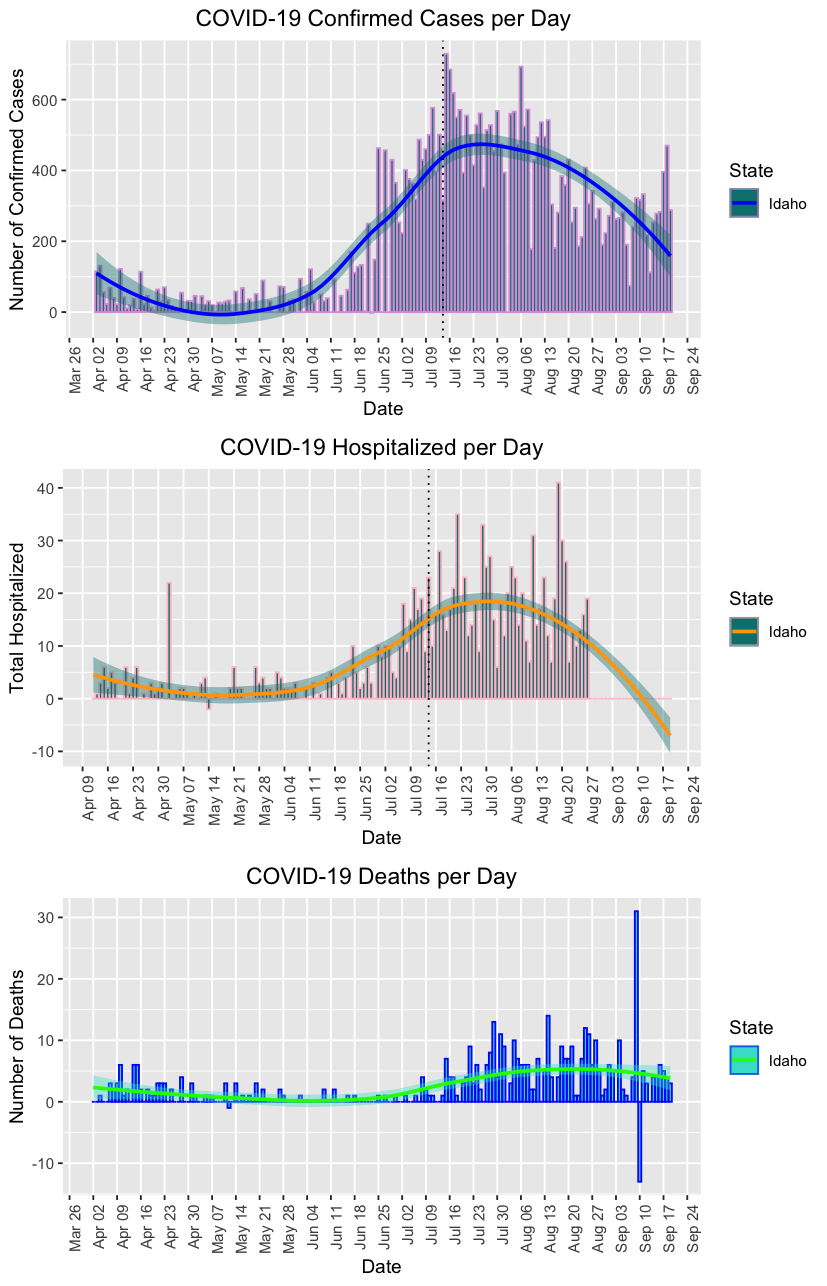 COVID-19 Confirmed Cases per Day
Number of Confirmed Cases
600
400
200
0
Mar 26
Apr 02
Apr 09
Apr 16
Apr 23
Apr 30
May 07
May 14
May 21
May 28
Jun 04
Jun 11
Jun 18
Jun 25
Jul 02
Jul 09
Jul 16
Jul 23
Jul 30
Aug 06
Aug 13
Aug 20
Aug 27
Sep 03
Sep 10
Sep 17
Sep 24
Date
State
Idaho
COVID-19 Hospitalized per Day
Total Hospitalized
40
30
20
10
0
-10
Apr 09
Apr 16
Apr 23
Apr 30
May 07
May 14
May 21
May 28
Jun 04
Jun 11
Jun 18
Jun 25
Jul 02
Jul 09
Jul 16
Jul 23
Jul 30
Aug 06
Aug 13
Aug 20
Aug 27
Sep 03
Sep 10
Sep 17
Sep 24
Date
State
Idaho
COVID-19 Deaths per Day
Number of Deaths
30
20
10
0
-10
Mar 26
Apr 02
Apr 09
Apr 16
Apr 23
Apr 30
May 07
May 14
May 21
May 28
Jun 04
Jun 11
Jun 18
Jun 25
Jul 02
Jul 09
Jul 16
Jul 23
Jul 30
Aug 06
Aug 13
Aug 20
Aug 27
Sep 03
Sep 10
Sep 17
Sep 24
Date
State
Idaho